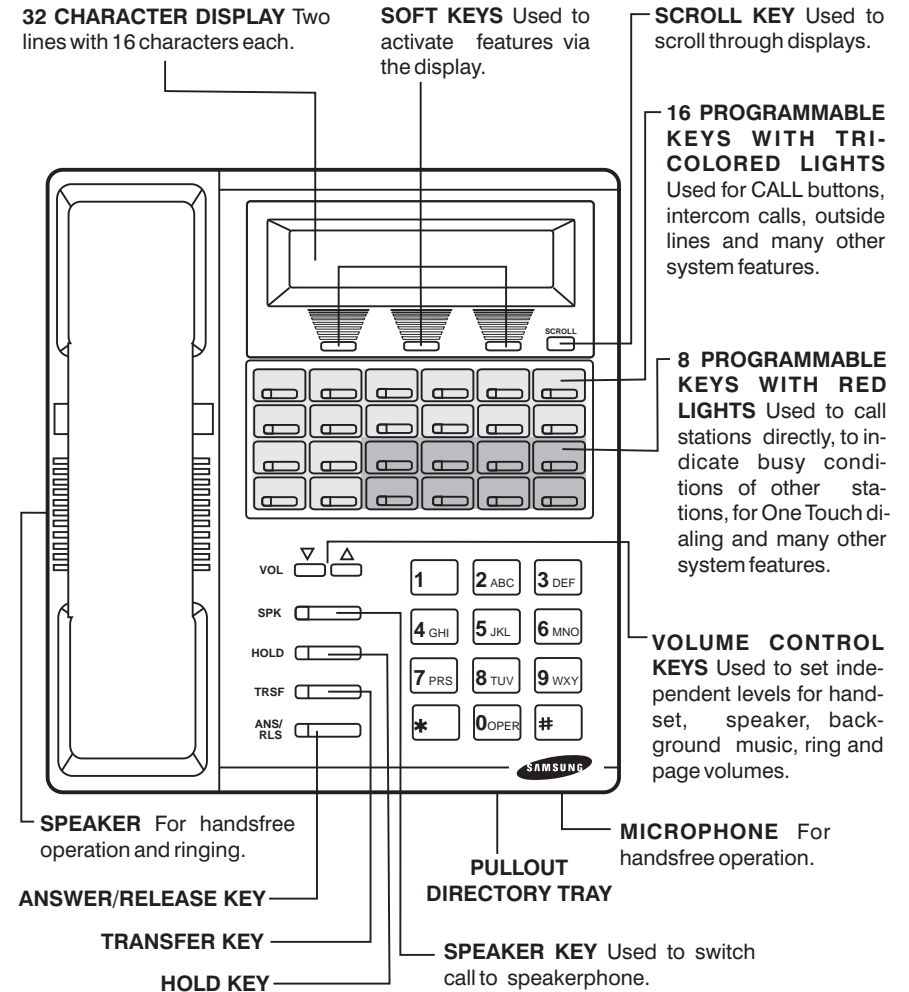 32 CHARACTER DISPLAY Two
lines with 16 characters each.
SOFT KEYS Used to
activate features via
the display.
SCROLL KEY Used to
scroll through displays.
16 PROGRAMMABLE
KEYS WITH TRI-
COLORED LIGHTS
Used for CALL buttons,
intercom calls, outside
lines and many other
system features.
SCROLL
8 PROGRAMMABLE
KEYS WITH RED
LIGHTS Used to call
stations directly, to in-
dicate busy condi-
tions of other sta-
tions, for One Touch di-
aling and many other
system features.
VOL
SPK
HOLD
TRSF
ANS/
RLS
1 2 ABC 3 DEF
4 GHI 5 JKL 6 MNO
7 PRS 8 TUV 9 WXY
* 0 OPER #
SAMSUNG
VOLUME CONTROL
KEYS Used to set inde-
pendent levels for hand-
set, speaker, back-
ground music, ring and
page volumes.
SPEAKER For handsfree
operation and ringing.
MICROPHONE For
handsfree operation.
PULLOUT
DIRECTORY TRAY
ANSWER/RELEASE KEY
TRANSFER KEY
HOLD KEY
SPEAKER KEY Used to switch
call to speakerphone.